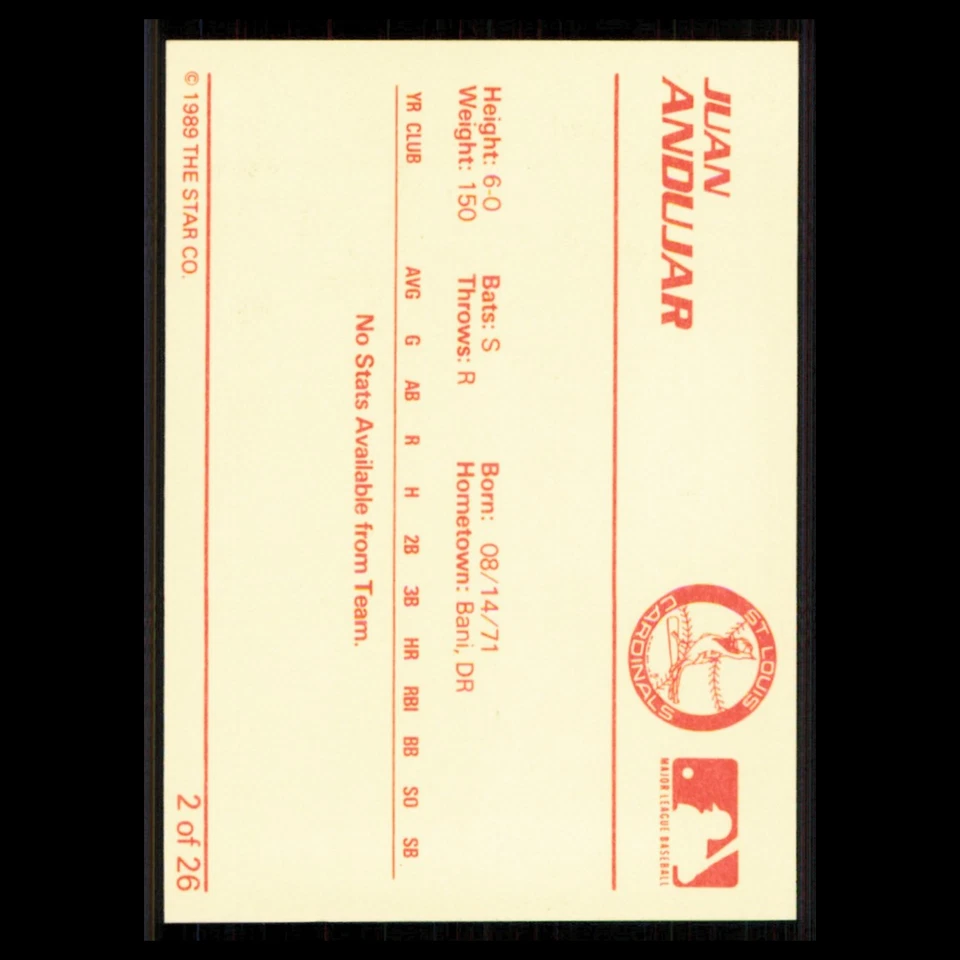 JUAN
ANDUJAR
ST LOUIS
CARDINALS
MAJOR LEAGUE BASEBALL
Height: 6-0 Bats: S Born: 08/14/71
Weight: 150 Throws: R Hometown: Bani, DR
YR CLUB AVG G AB R H 2B 3B HR RBI BB SO SB
No Stats Available from Team.
© 1989 THE STAR CO. 2 of 26